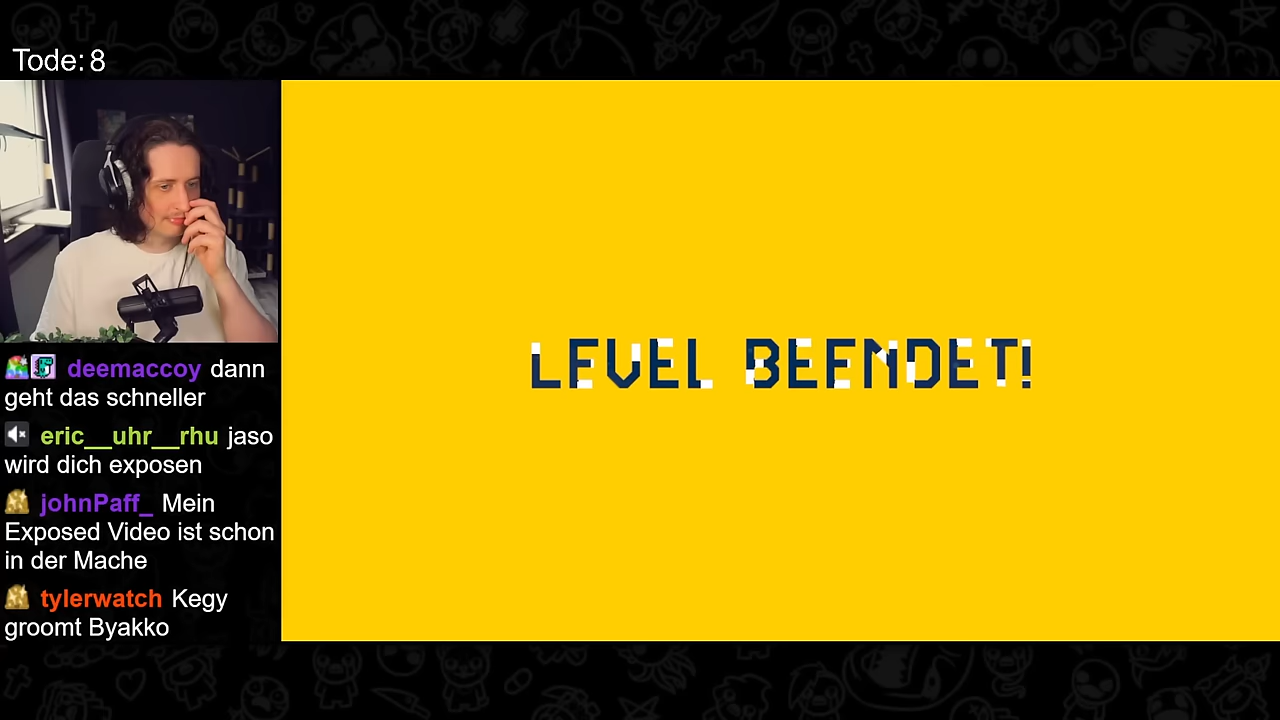 Tode: 8
deemaccoy dann
geht das schneller
eric__uhr__rhu jaso
wird dich exposen
johnPaff_ Mein
Exposed Video ist schon
in der Mache
tylerwatch Kegy
groomt Byakko
LEVEL BEENDET!